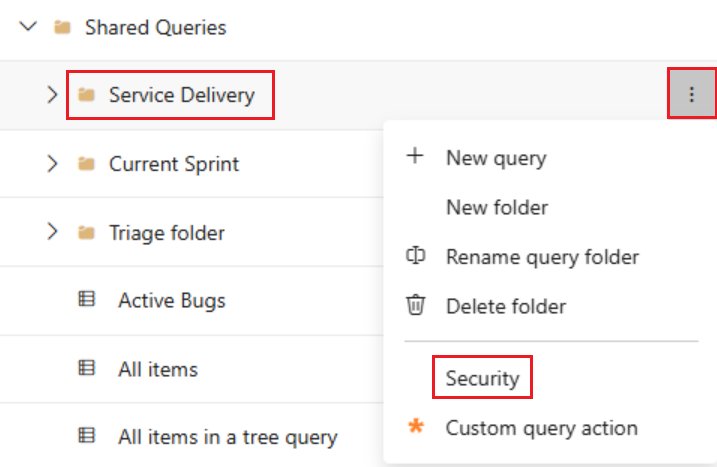 Shared Queries
Service Delivery
Current Sprint
Triage folder
Active Bugs
All items
All items in a tree query
New query
New folder
Rename query folder
Delete folder
Security
Custom query action